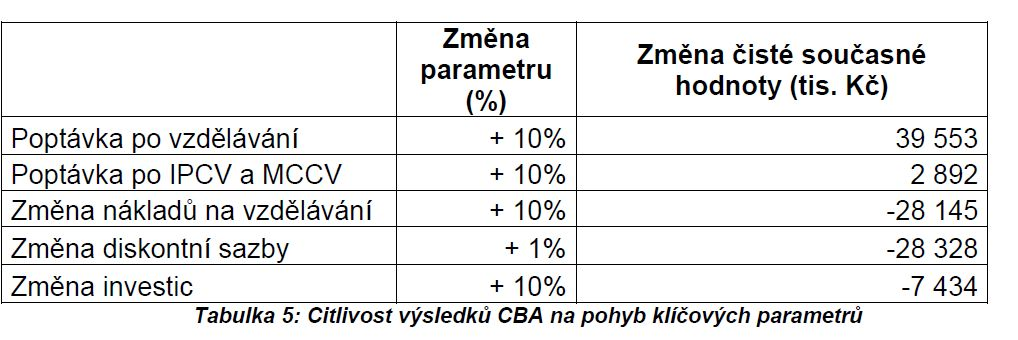 Změna parametru (%) Změna čisté současné hodnoty (tis. Kč)
Poptávka po vzdělávání + 10% 39 553
Poptávka po IPCV a MCCV + 10% 2 892
Změna nákladů na vzdělávání + 10% -28 145
Změna diskontní sazby + 1% -28 328
Změna investic + 10% -7 434
Tabulka 5: Citlivost výsledků CBA na pohyb klíčových parametrů